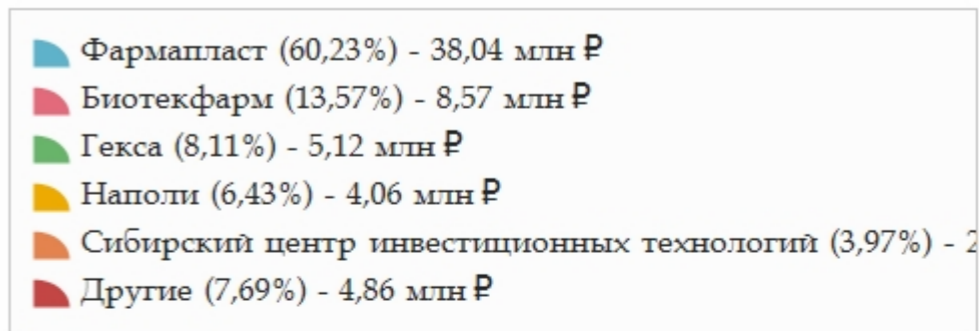 Фармапласт (60,23%) - 38,04 млн ₽
Биотекфарм (13,57%) - 8,57 млн ₽
Гекса (8,11%) - 5,12 млн ₽
Наполи (6,43%) - 4,06 млн ₽
Сибирский центр инвестиционных технологий (3,97%) - 2
Другие (7,69%) - 4,86 млн ₽